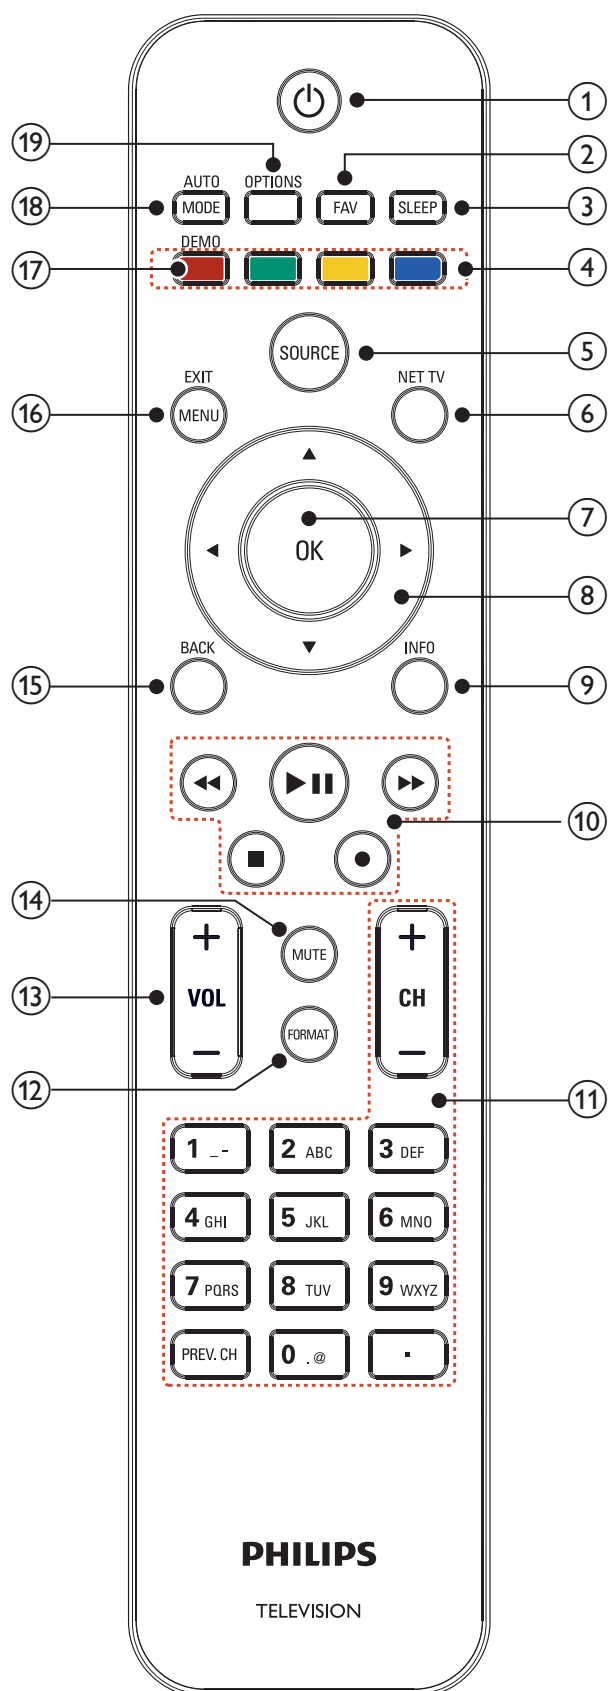 1
19
2
AUTO OPTIONS
18 MODE FAV SLEEP 3
DEMO
17 4
SOURCE 5
EXIT NET TV
16 MENU 6
7
OK
8
BACK INFO
15 9
10
14
+ MUTE +
13 VOL CH
FORMAT
− −
12 11
1 _ - 2 ABC 3 DEF
4 GHI 5 JKL 6 MNO
7 PQRS 8 TUV 9 WXYZ
PREV. CH 0 .@ ·
PHILIPS
TELEVISION